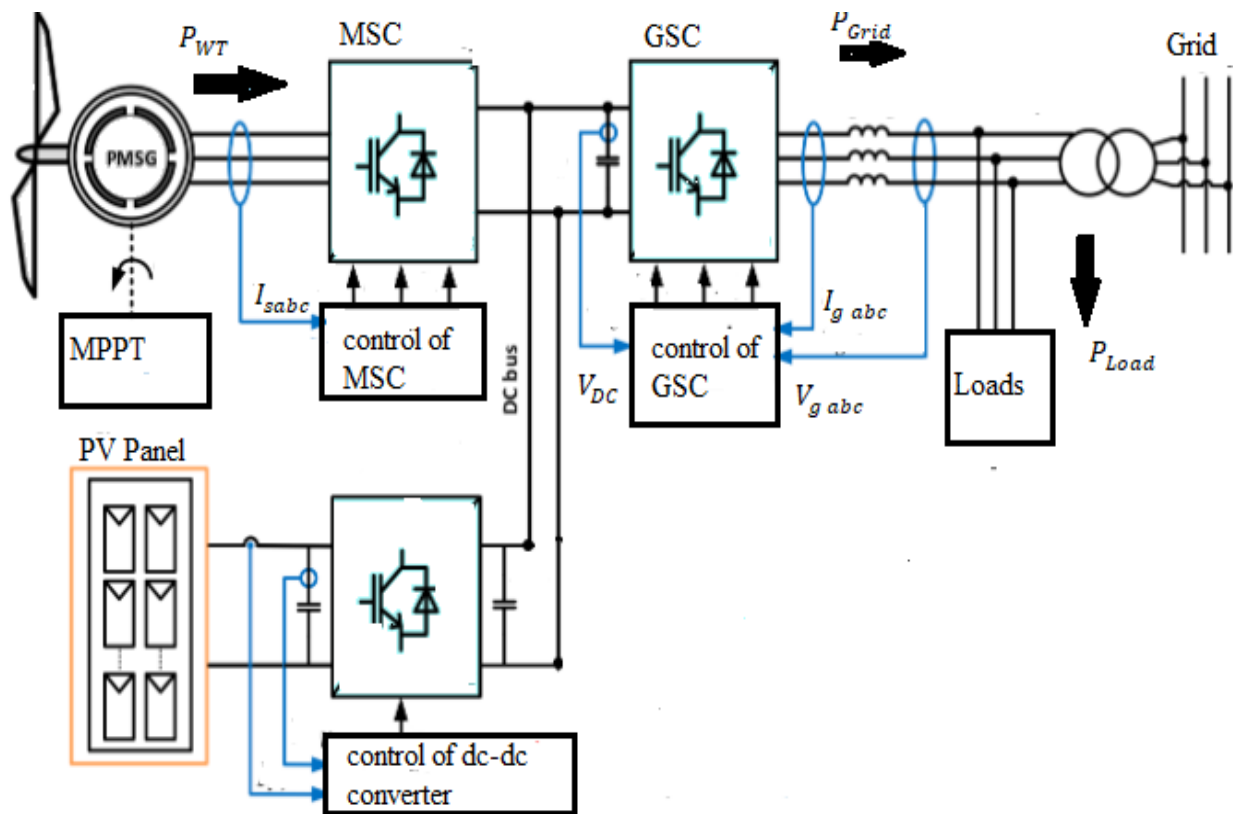 P_WT
MSC
GSC
P_Grid
Grid
PMSG
I_sabc
MPPT
control of
MSC
DC bus
V_DC
control of
GSC
I_g abc
V_g abc
Loads
P_Load
PV Panel
control of dc-dc
converter